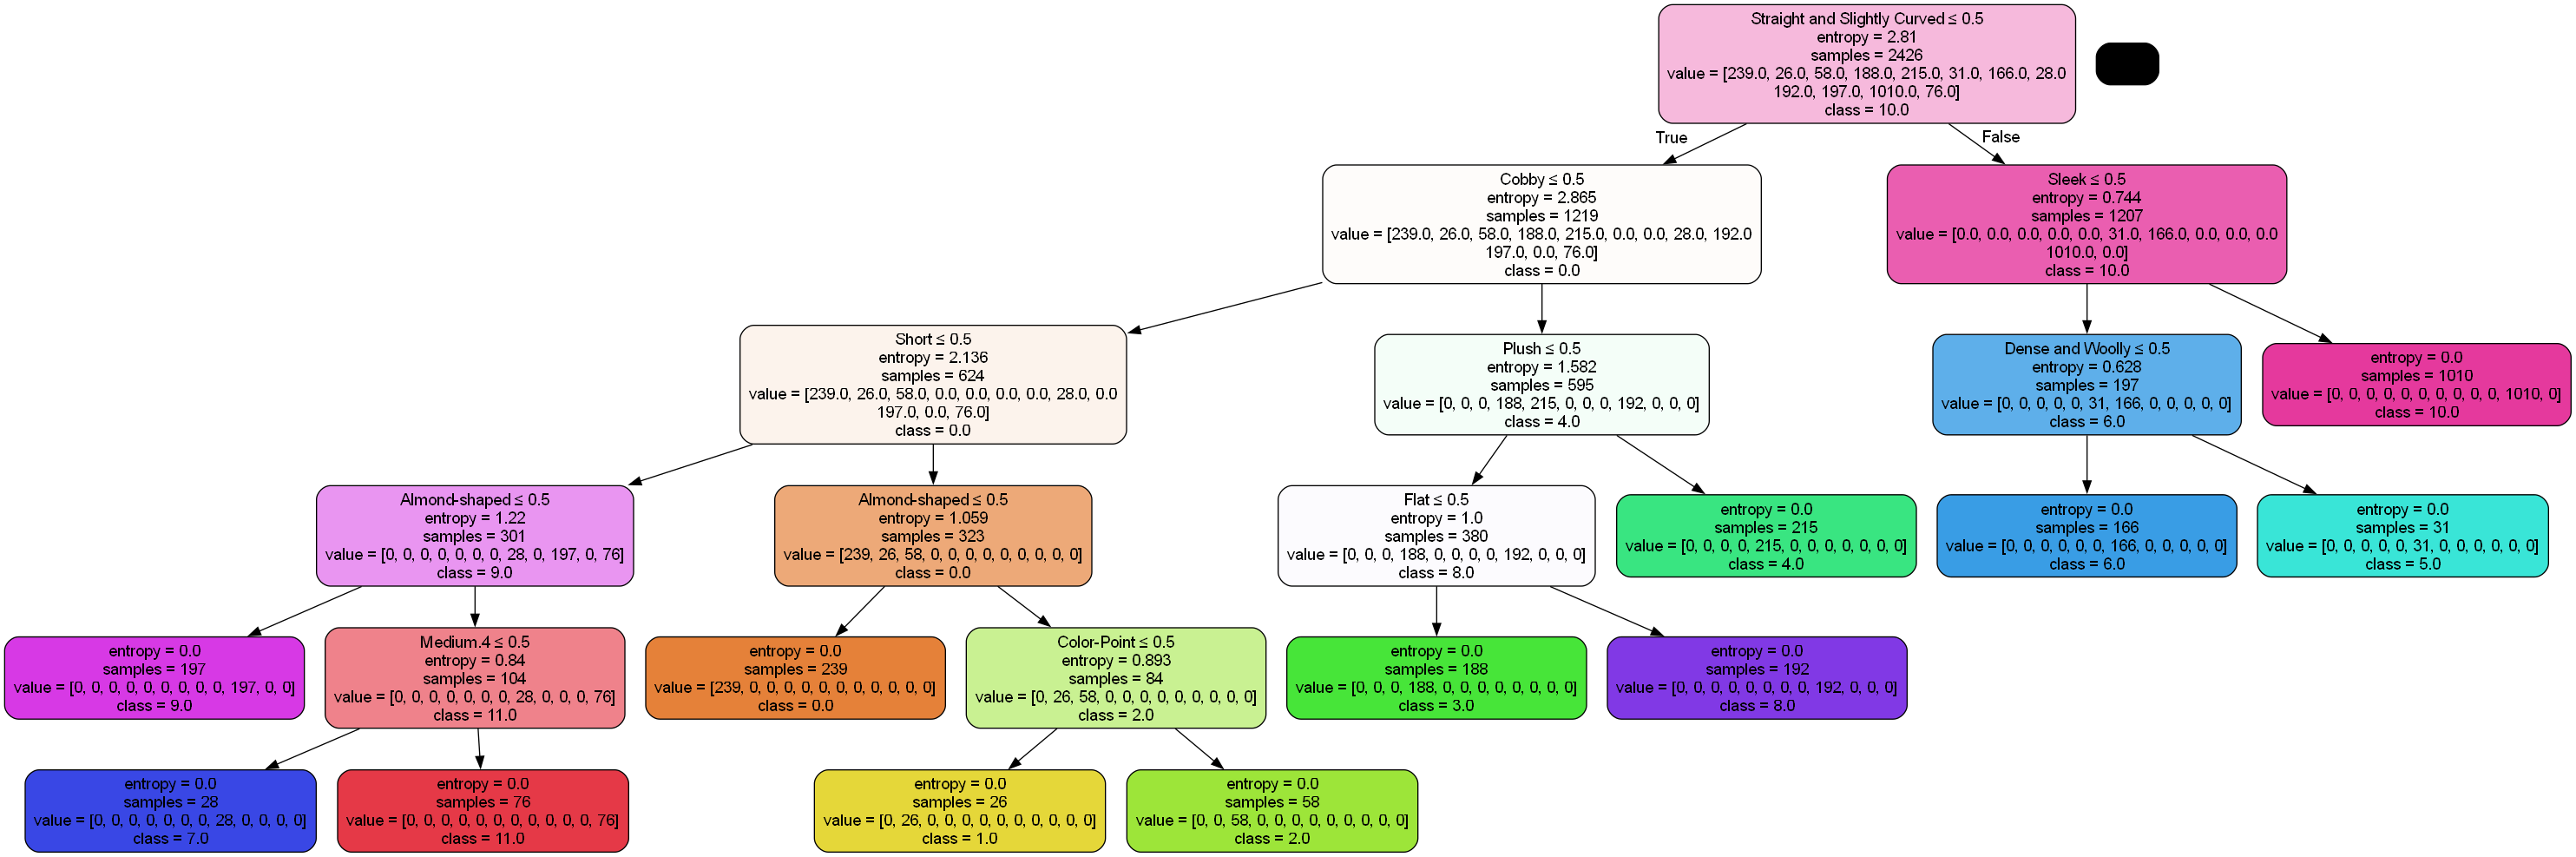 Straight and Slightly Curved ≤ 0.5
entropy = 2.81
samples = 2426
value = [239.0, 26.0, 58.0, 188.0, 215.0, 31.0, 166.0, 28.0
192.0, 197.0, 1010.0, 76.0]
class = 10.0
True
False
Cobby ≤ 0.5
entropy = 2.865
samples = 1219
value = [239.0, 26.0, 58.0, 188.0, 215.0, 0.0, 0.0, 28.0, 192.0
197.0, 0.0, 76.0]
class = 0.0
Sleek ≤ 0.5
entropy = 0.744
samples = 1207
value = [0.0, 0.0, 0.0, 0.0, 0.0, 31.0, 166.0, 0.0, 0.0, 0.0
1010.0, 0.0]
class = 10.0
Short ≤ 0.5
entropy = 2.136
samples = 624
value = [239.0, 26.0, 58.0, 0.0, 0.0, 0.0, 0.0, 28.0, 0.0
197.0, 0.0, 76.0]
class = 0.0
Plush ≤ 0.5
entropy = 1.582
samples = 595
value = [0, 0, 0, 188, 215, 0, 0, 0, 192, 0, 0, 0]
class = 4.0
Dense and Woolly ≤ 0.5
entropy = 0.628
samples = 197
value = [0, 0, 0, 0, 0, 31, 166, 0, 0, 0, 0, 0]
class = 6.0
entropy = 0.0
samples = 1010
value = [0, 0, 0, 0, 0, 0, 0, 0, 0, 0, 1010, 0]
class = 10.0
Almond-shaped ≤ 0.5
entropy = 1.22
samples = 301
value = [0, 0, 0, 0, 0, 0, 0, 28, 0, 197, 0, 76]
class = 9.0
Almond-shaped ≤ 0.5
entropy = 1.059
samples = 323
value = [239, 26, 58, 0, 0, 0, 0, 0, 0, 0, 0, 0]
class = 0.0
Flat ≤ 0.5
entropy = 1.0
samples = 380
value = [0, 0, 0, 188, 0, 0, 0, 0, 192, 0, 0, 0]
class = 8.0
entropy = 0.0
samples = 215
value = [0, 0, 0, 0, 215, 0, 0, 0, 0, 0, 0, 0]
class = 4.0
entropy = 0.0
samples = 166
value = [0, 0, 0, 0, 0, 0, 166, 0, 0, 0, 0, 0]
class = 6.0
entropy = 0.0
samples = 31
value = [0, 0, 0, 0, 0, 31, 0, 0, 0, 0, 0, 0]
class = 5.0
entropy = 0.0
samples = 197
value = [0, 0, 0, 0, 0, 0, 0, 0, 0, 197, 0, 0]
class = 9.0
Medium.4 ≤ 0.5
entropy = 0.84
samples = 104
value = [0, 0, 0, 0, 0, 0, 0, 28, 0, 0, 0, 76]
class = 11.0
entropy = 0.0
samples = 239
value = [239, 0, 0, 0, 0, 0, 0, 0, 0, 0, 0, 0]
class = 0.0
Color-Point ≤ 0.5
entropy = 0.893
samples = 84
value = [0, 26, 58, 0, 0, 0, 0, 0, 0, 0, 0, 0]
class = 2.0
entropy = 0.0
samples = 188
value = [0, 0, 0, 188, 0, 0, 0, 0, 0, 0, 0, 0]
class = 3.0
entropy = 0.0
samples = 192
value = [0, 0, 0, 0, 0, 0, 0, 0, 192, 0, 0, 0]
class = 8.0
entropy = 0.0
samples = 28
value = [0, 0, 0, 0, 0, 0, 0, 28, 0, 0, 0, 0]
class = 7.0
entropy = 0.0
samples = 76
value = [0, 0, 0, 0, 0, 0, 0, 0, 0, 0, 0, 76]
class = 11.0
entropy = 0.0
samples = 26
value = [0, 26, 0, 0, 0, 0, 0, 0, 0, 0, 0, 0]
class = 1.0
entropy = 0.0
samples = 58
value = [0, 0, 58, 0, 0, 0, 0, 0, 0, 0, 0, 0]
class = 2.0